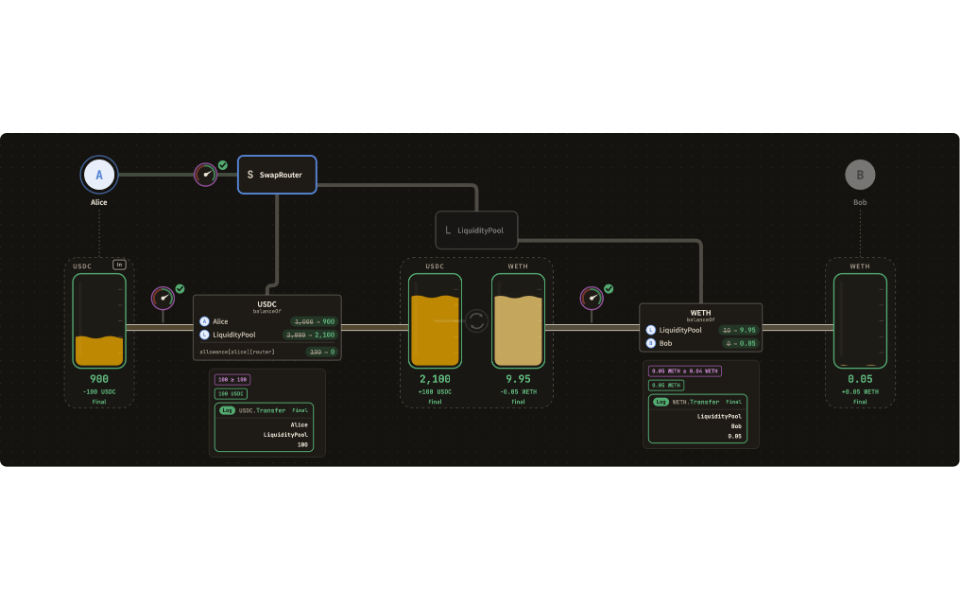 A
S SwapRouter
B
Alice
Bob
L LiquidityPool
USDC In
USDC
WETH
WETH
USDC
balanceOf
A Alice 1,000 → 900
L LiquidityPool 2,000 → 2,100
allowance[alice][router] 100 → 0
WETH
balanceOf
L LiquidityPool 10 → 9.95
B Bob 0 → 0.05
900
-100 USDC
Final
2,100
+100 USDC
Final
9.95
-0.05 WETH
Final
0.05
+0.05 WETH
Final
100 ≥ 100
100 USDC
Log USDC.Transfer Final
Alice
LiquidityPool
100
0.05 WETH ≥ 0.04 WETH
0.05 WETH
Log WETH.Transfer Final
LiquidityPool
Bob
0.05